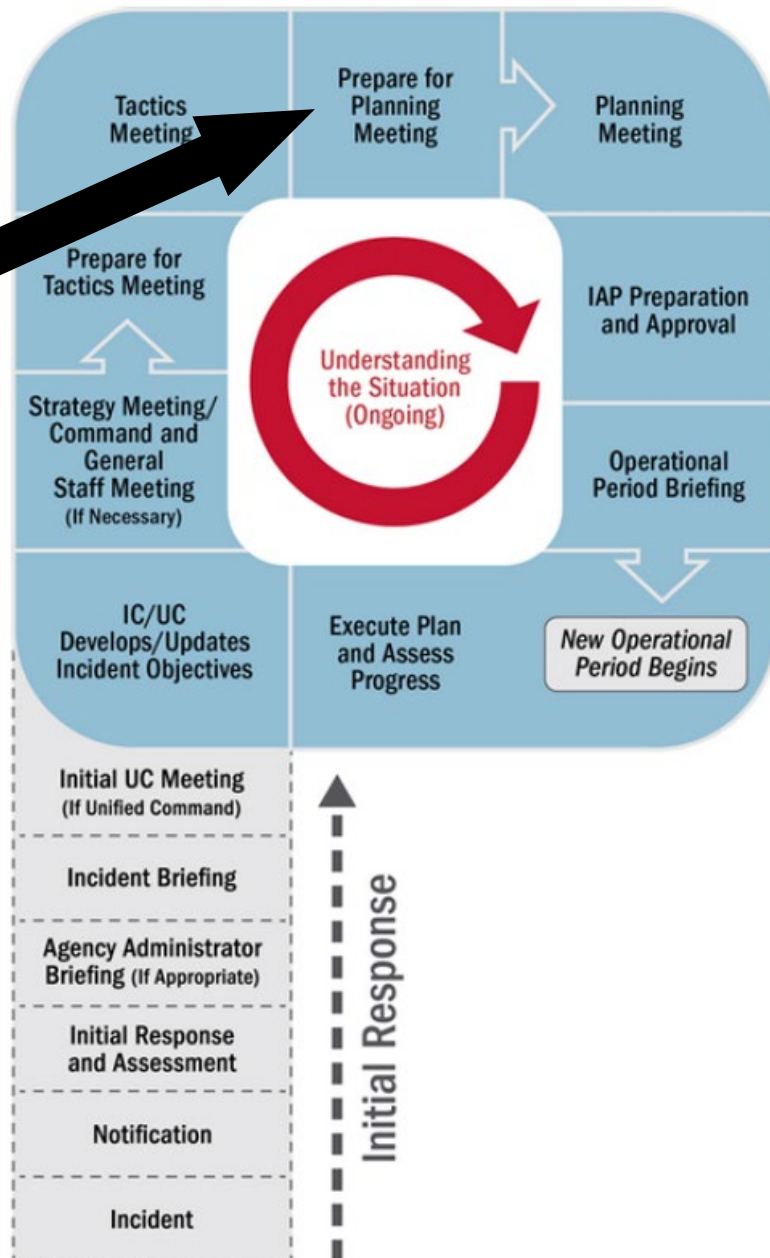 Tactics
Meeting
Prepare for
Planning
Meeting
Planning
Meeting
Prepare for
Tactics Meeting
IAP Preparation
and Approval
Understanding
the Situation
(Ongoing)
Strategy Meeting/
Command and
General
Staff Meeting
(If Necessary)
Operational
Period Briefing
IC/UC
Develops/Updates
Incident Objectives
Execute Plan
and Assess
Progress
New Operational
Period Begins
Initial UC Meeting
(If Unified Command)
Incident Briefing
Agency Administrator
Briefing (If Appropriate)
Initial Response
and Assessment
Notification
Incident
Initial Response